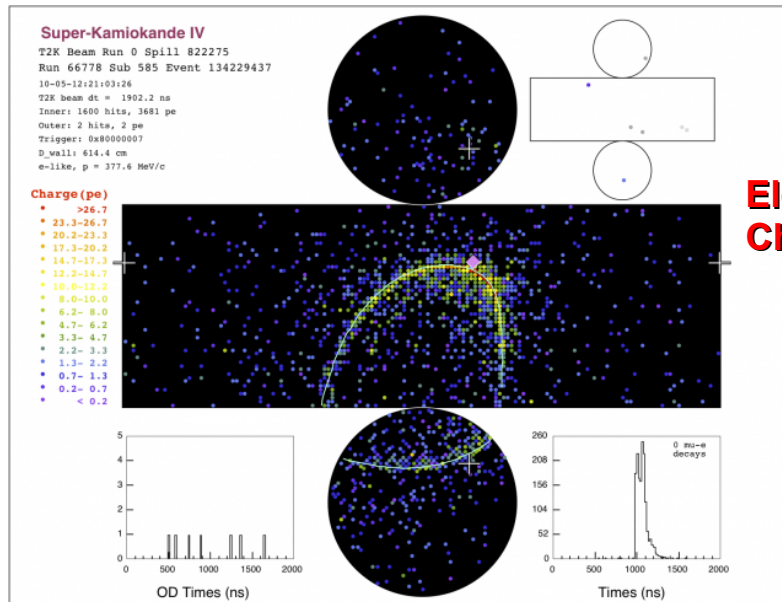 Super-Kamiokande IV
T2K Beam Run 0 Spill 822275
Run 66778 Sub 585 Event 134229437
10-05-12:21:03:26
T2K beam dt = 1902.2 ns
Inner: 1600 hits, 3681 pe
Outer: 2 hits, 2 pe
Trigger: 0x80000007
D_wall: 614.4 cm
e-like, p = 377.6 MeV/c
Charge(pe)
>26.7
23.3-26.7
20.2-23.3
17.3-20.2
14.7-17.3
12.2-14.7
10.0-12.2
8.0-10.0
6.2- 8.0
4.7- 6.2
3.3- 4.7
2.2- 3.3
1.3- 2.2
0.7- 1.3
0.2- 0.7
< 0.2
5
4
3
2
1
0
0 500 1000 1500 2000
OD Times (ns)
260
208
156
104
52
0
0 mu-e
decays
0 500 1000 1500 2000
Times (ns)